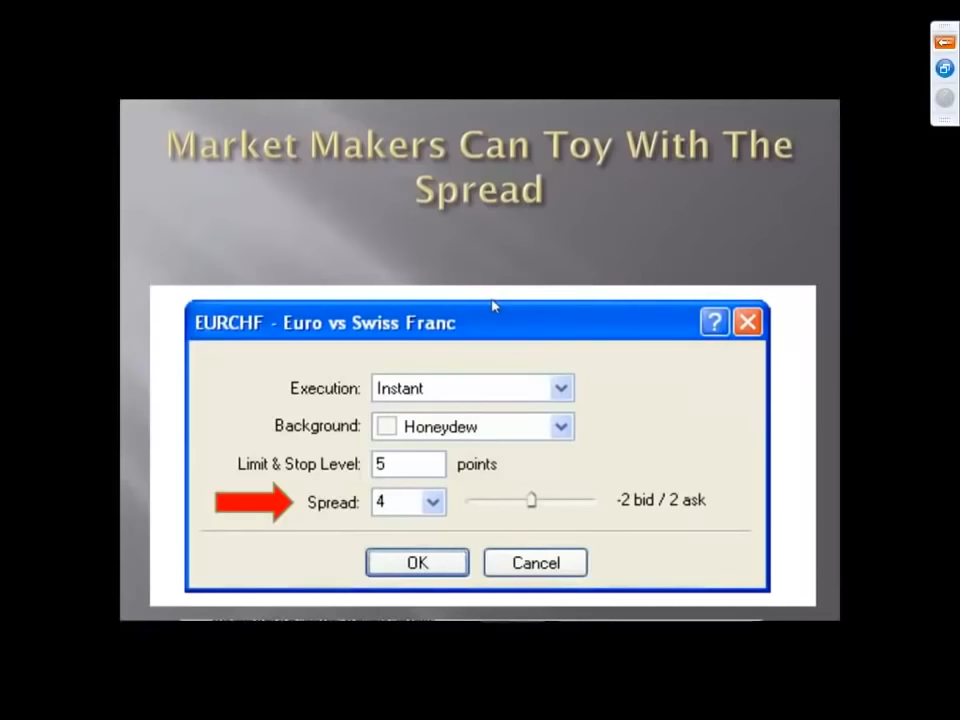 Market Makers Can Toy With The
Spread
EURCHF - Euro vs Swiss Franc
?
Execution: Instant
Background: Honeydew
Limit & Stop Level: 5 points
Spread: 4 -2 bid / 2 ask
OK Cancel